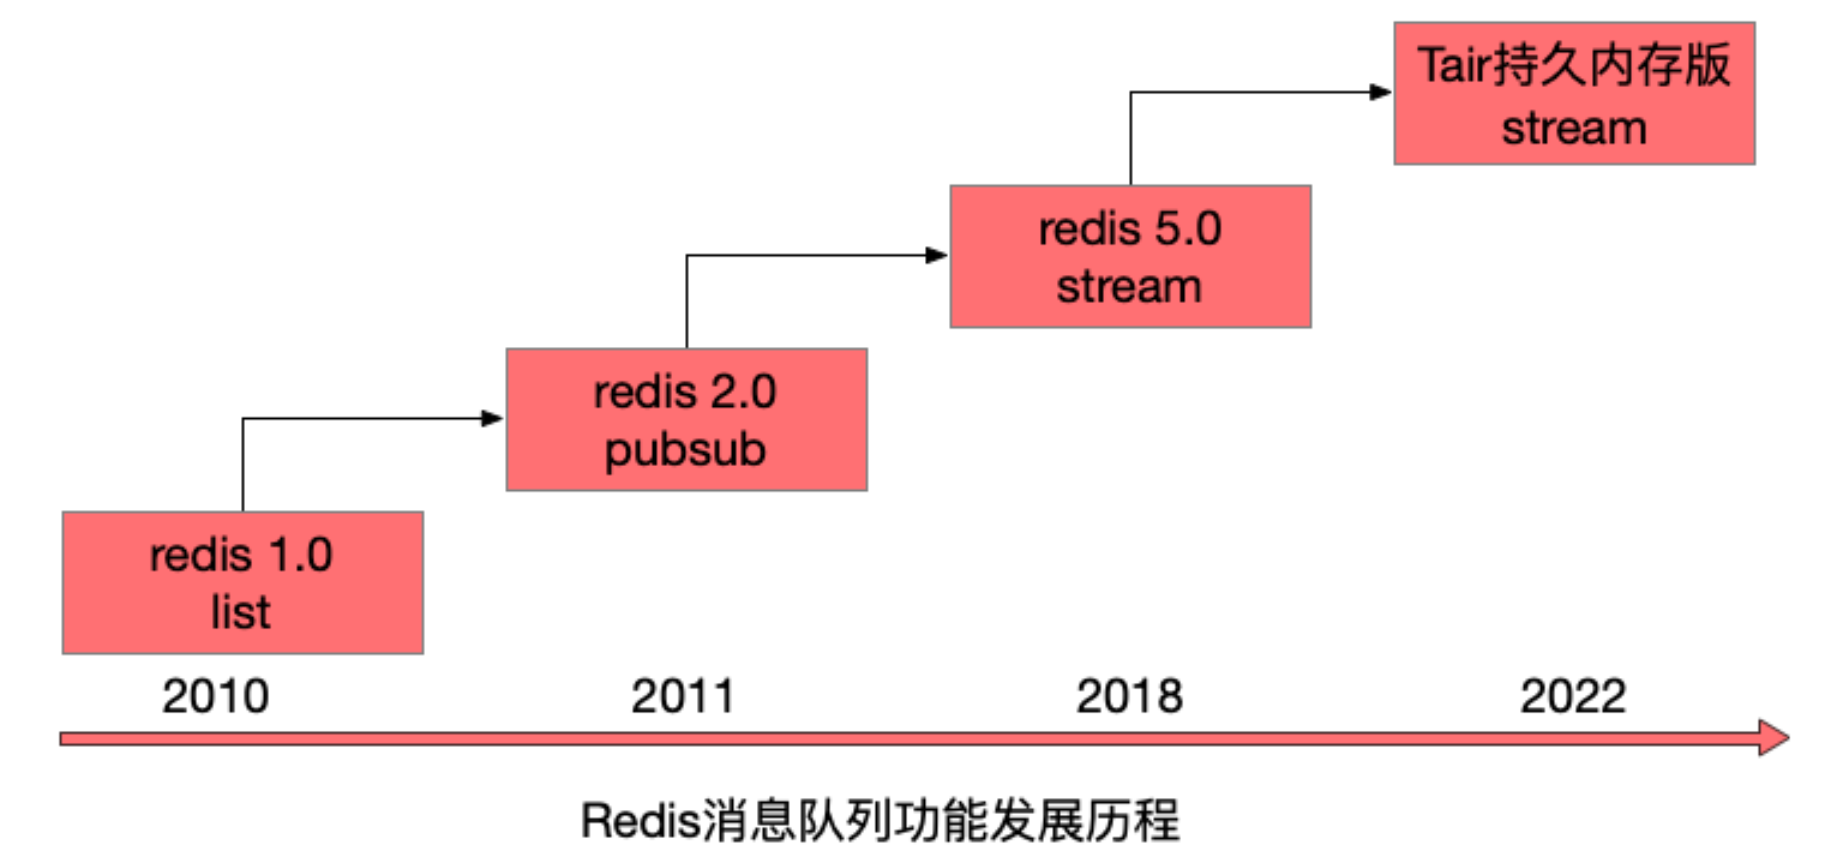 Tair持久内存版
stream
redis 5.0
stream
redis 2.0
pubsub
redis 1.0
list
2010
2011
2018
2022
Redis消息队列功能发展历程